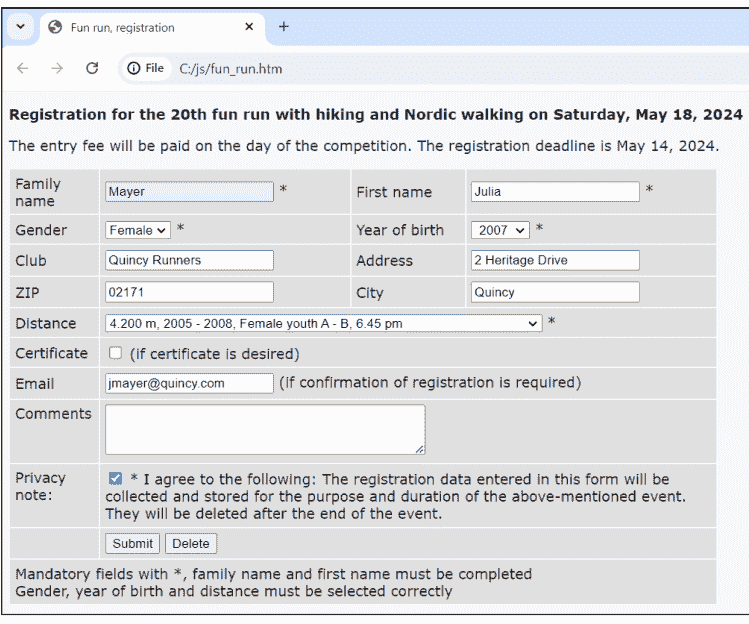 Fun run, registration
File C:/js/fun_run.htm
Registration for the 20th fun run with hiking and Nordic walking on Saturday, May 18, 2024
The entry fee will be paid on the day of the competition. The registration deadline is May 14, 2024.
Family name Mayer * First name Julia *
Gender Female * Year of birth 2007 *
Club Quincy Runners Address 2 Heritage Drive
ZIP 02171 City Quincy
Distance 4.200 m, 2005 - 2008, Female youth A - B, 6.45 pm *
Certificate (if certificate is desired)
Email jmayer@quincy.com (if confirmation of registration is required)
Comments
Privacy note: * I agree to the following: The registration data entered in this form will be
collected and stored for the purpose and duration of the above-mentioned event.
They will be deleted after the end of the event.
Submit Delete
Mandatory fields with *, family name and first name must be completed
Gender, year of birth and distance must be selected correctly